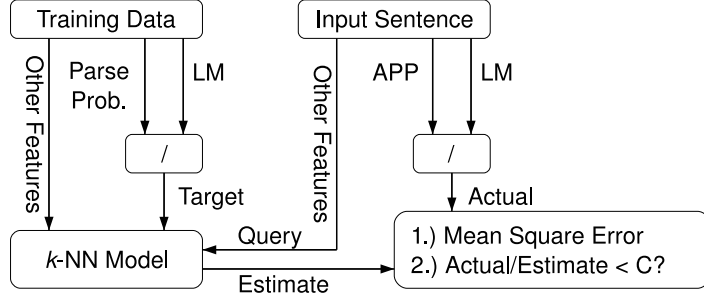 Training Data
Input Sentence
Other Features
Parse
Prob.
LM
Other Features
APP
LM
/
/
Target
Actual
Query
k-NN Model
Estimate
1.) Mean Square Error
2.) Actual/Estimate < C?